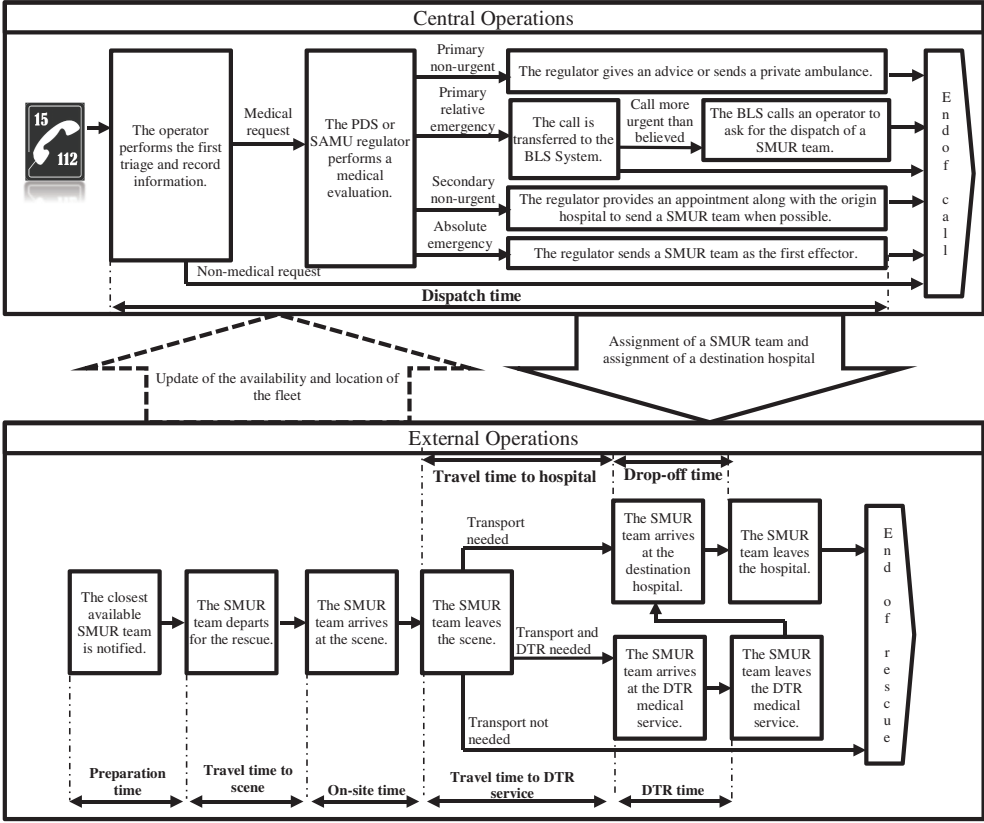 Central Operations
15
112
The operator
performs the first
triage and record
information.
Medical
request
The PDS or
SAMU regulator
performs a
medical
evaluation.
Primary
non-urgent
The regulator gives an advice or sends a private ambulance.
Primary
relative
emergency
The call is
transferred to the
BLS System.
Call more
urgent than
believed
The BLS calls an operator to
ask for the dispatch of a
SMUR team.
Secondary
non-urgent
The regulator provides an appointment along with the origin
hospital to send a SMUR team when possible.
Absolute
emergency
The regulator sends a SMUR team as the first effector.
Non-medical request
End of call
Dispatch time
Update of the availability and location of
the fleet
Assignment of a SMUR team and
assignment of a destination hospital
External Operations
Travel time to hospital
Drop-off time
The closest
available
SMUR team
is notified.
The SMUR
team departs
for the rescue.
The SMUR
team arrives
at the scene.
The SMUR
team leaves
the scene.
Transport
needed
The SMUR
team arrives
at the
destination
hospital.
The SMUR
team leaves
the hospital.
Transport and
DTR needed
The SMUR
team arrives
at the DTR
medical
service.
The SMUR
team leaves
the DTR
medical
service.
Transport not
needed
End of rescue
Preparation
time
Travel time to
scene
On-site time
Travel time to DTR
service
DTR time